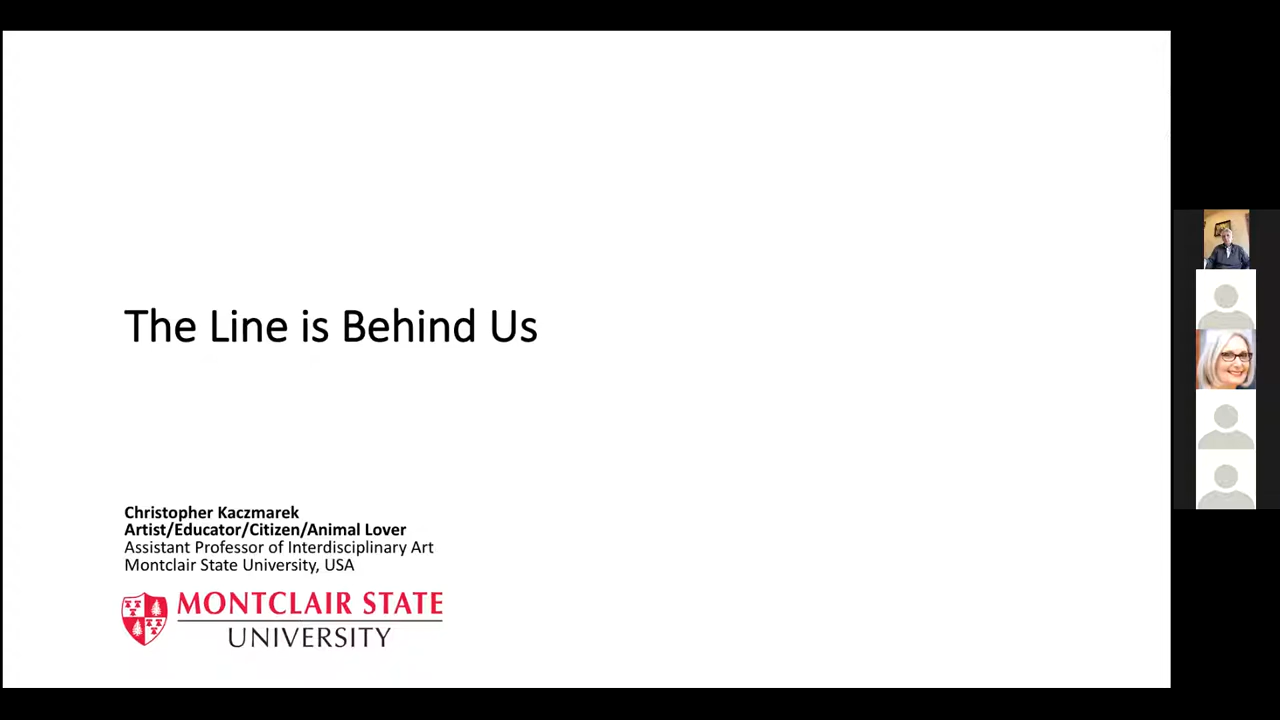 The Line is Behind Us
Christopher Kaczmarek
Artist/Educator/Citizen/Animal Lover
Assistant Professor of Interdisciplinary Art
Montclair State University, USA
MONTCLAIR STATE
UNIVERSITY